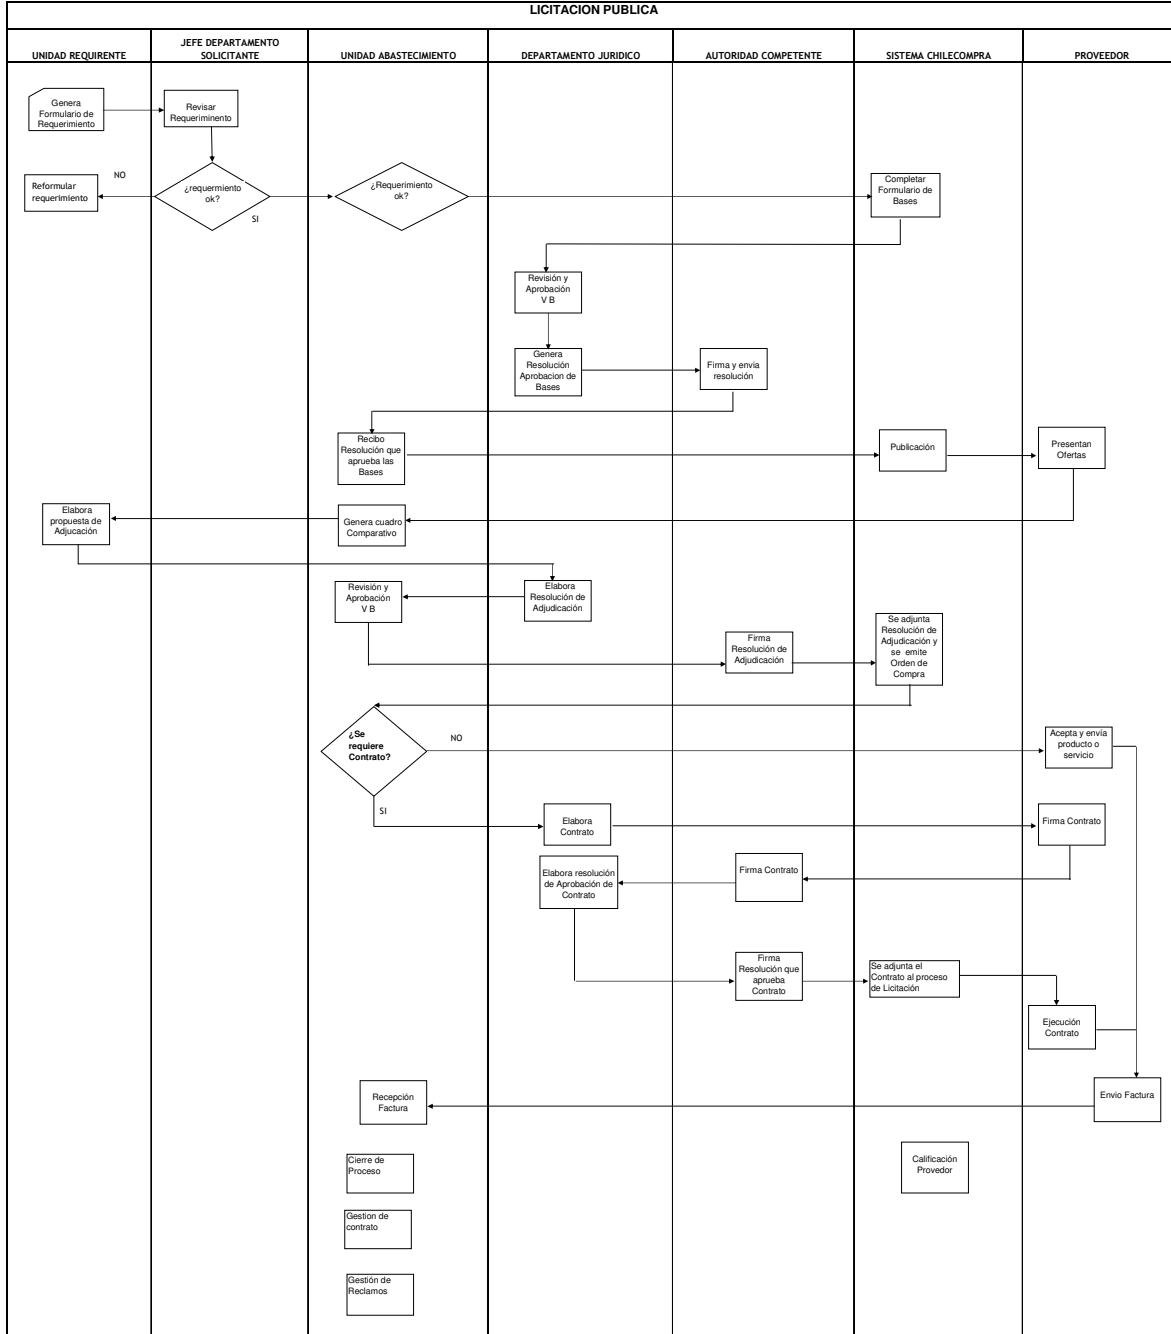 LICITACION PUBLICA
UNIDAD REQUIRENTE
JEFE DEPARTAMENTO
SOLICITANTE
UNIDAD ABASTECIMIENTO
DEPARTAMENTO JURIDICO
AUTORIDAD COMPETENTE
SISTEMA CHILECOMPRA
PROVEEDOR
Genera
Formulario de
Requerimiento
Revisar
Requeriminento
Reformular
requerimiento
NO
¿requermiento
ok?
SI
¿Requerimiento
ok?
Completar
Formulario de
Bases
Revisión y
Aprobación
V B
Genera
Resolución
Aprobacion de
Bases
Firma y envia
resolución
Recibo
Resolución que
aprueba las
Bases
Publicación
Presentan
Ofertas
Elabora
propuesta de
Adjucación
Genera cuadro
Comparativo
Revisión y
Aprobación
V B
Elabora
Resolución de
Adjudicación
Firma
Resolución de
Adjudicación
Se adjunta
Resolución de
Adjudicación y
se emite
Orden de
Compra
¿Se
requiere
Contrato?
NO
Acepta y envía
producto o
servicio
SI
Elabora
Contrato
Firma Contrato
Elabora resolución
de Aprobación de
Contrato
Firma Contrato
Firma
Resolución que
aprueba
Contrato
Se adjunta el
Contrato al proceso
de Licitación
Ejecución
Contrato
Recepción
Factura
Envio Factura
Cierre de
Proceso
Calificación
Provedor
Gestion de
contrato
Gestión de
Reclamos